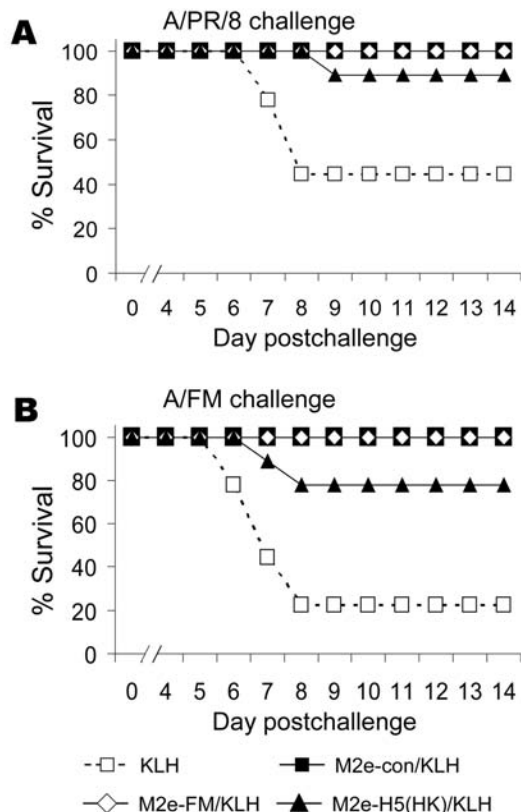 A
A/PR/8 challenge
% Survival
100
80
60
40
20
0
0 4 5 6 7 8 9 10 11 12 13 14
Day postchallenge
B
A/FM challenge
% Survival
100
80
60
40
20
0
0 4 5 6 7 8 9 10 11 12 13 14
Day postchallenge
KLH M2e-con/KLH
M2e-FM/KLH M2e-H5(HK)/KLH